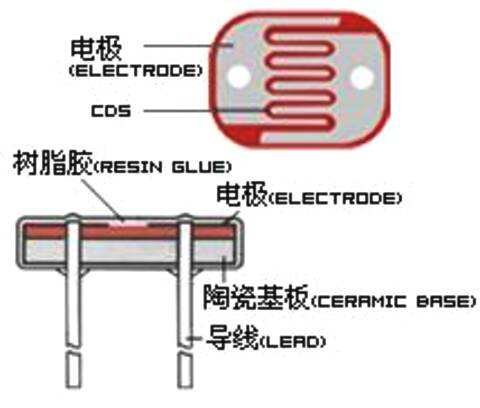 电极
(ELECTRODE)
CDS
树脂胶(RESIN GLUE)
电极(ELECTRODE)
陶瓷基板(CERAMIC BASE)
导线(LEAD)